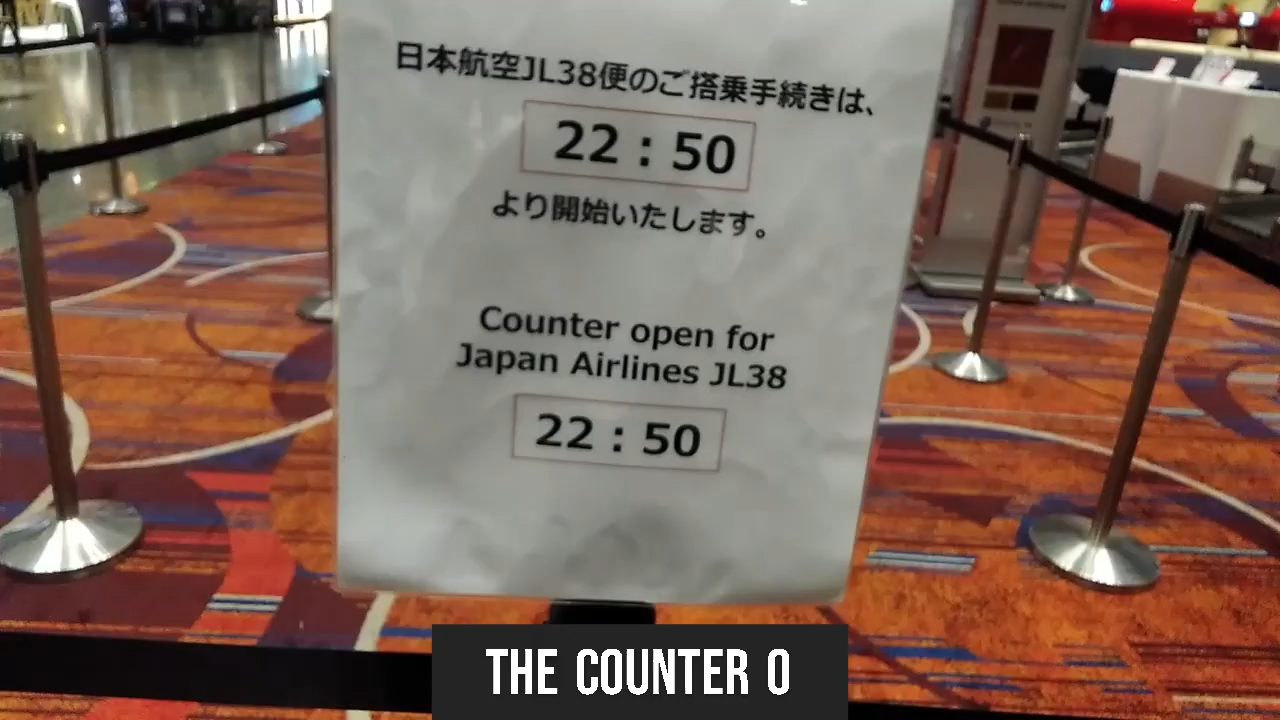 日本航空JL38便のご搭乗手続きは、
22：50
より開始いたします。
Counter open for
Japan Airlines JL38
22：50
THE COUNTER O